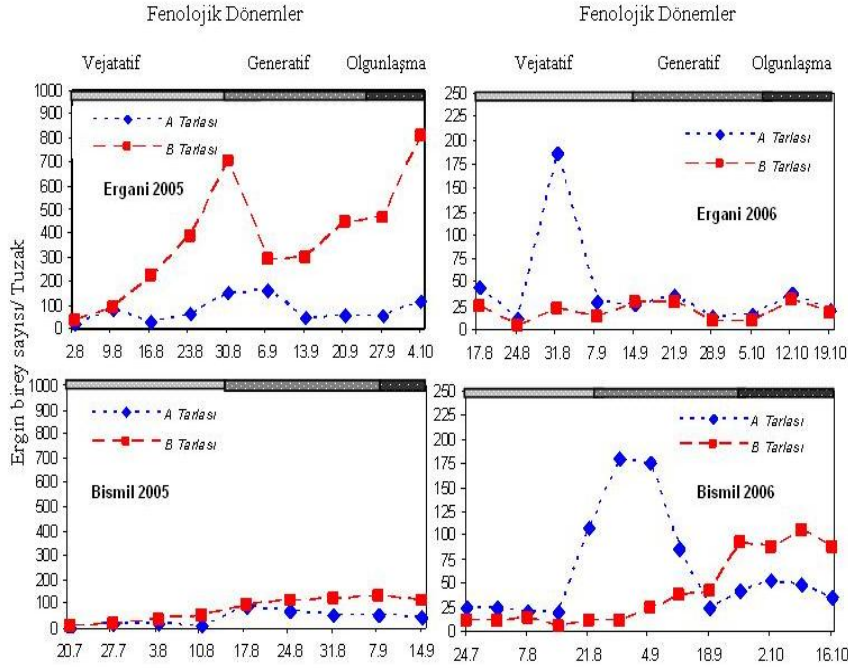 Fenolojik Dönemler
Fenolojik Dönemler
Vejatatif Generatif Olgunlaşma
Vejatatif Generatif Olgunlaşma
Ergin birey sayısı/ Tuzak
1000
900
800
700
600
500
400
300
200
100
0
A Tarlası
B Tarlası
Ergani 2005
2.8 9.8 16.8 23.8 30.8 6.9 13.9 20.9 27.9 4.10
250
225
200
175
150
125
100
75
50
25
0
A Tarlası
B Tarlası
Ergani 2006
17.8 24.8 31.8 7.9 14.9 21.9 28.9 5.10 12.10 19.10
1000
900
800
700
600
500
400
300
200
100
0
A Tarlası
B Tarlası
Bismil 2005
20.7 27.7 3.8 10.8 17.8 24.8 31.8 7.9 14.9
250
225
200
175
150
125
100
75
50
25
0
A Tarlası
B Tarlası
Bismil 2006
24.7 7.8 21.8 4.9 18.9 2.10 16.10